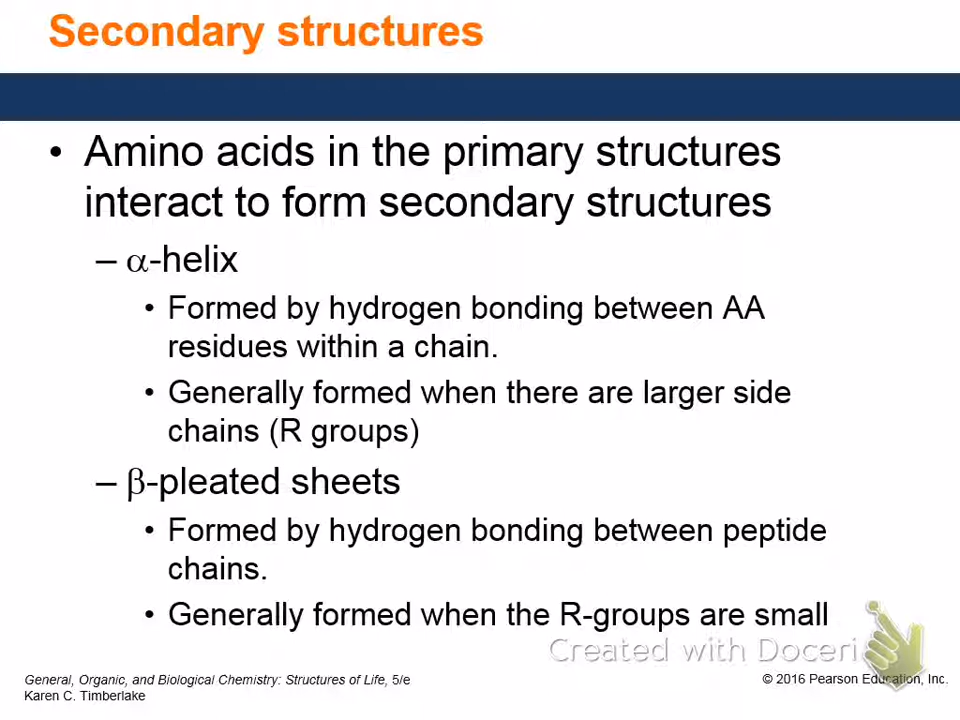 Secondary structures
• Amino acids in the primary structures
interact to form secondary structures
– α-helix
• Formed by hydrogen bonding between AA
residues within a chain.
• Generally formed when there are larger side
chains (R groups)
– β-pleated sheets
• Formed by hydrogen bonding between peptide
chains.
• Generally formed when the R-groups are small
Created with Doceri
General, Organic, and Biological Chemistry: Structures of Life, 5/e
Karen C. Timberlake
© 2016 Pearson Education, Inc.